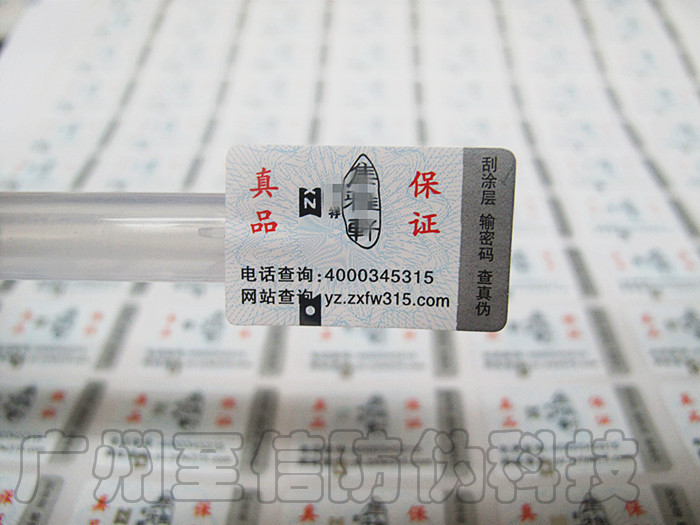 真品
保证
N
电话查询:4000345315
网站查询:yz.zxfw315.com
刮涂层 输密码 查真伪
广州至信防伪科技